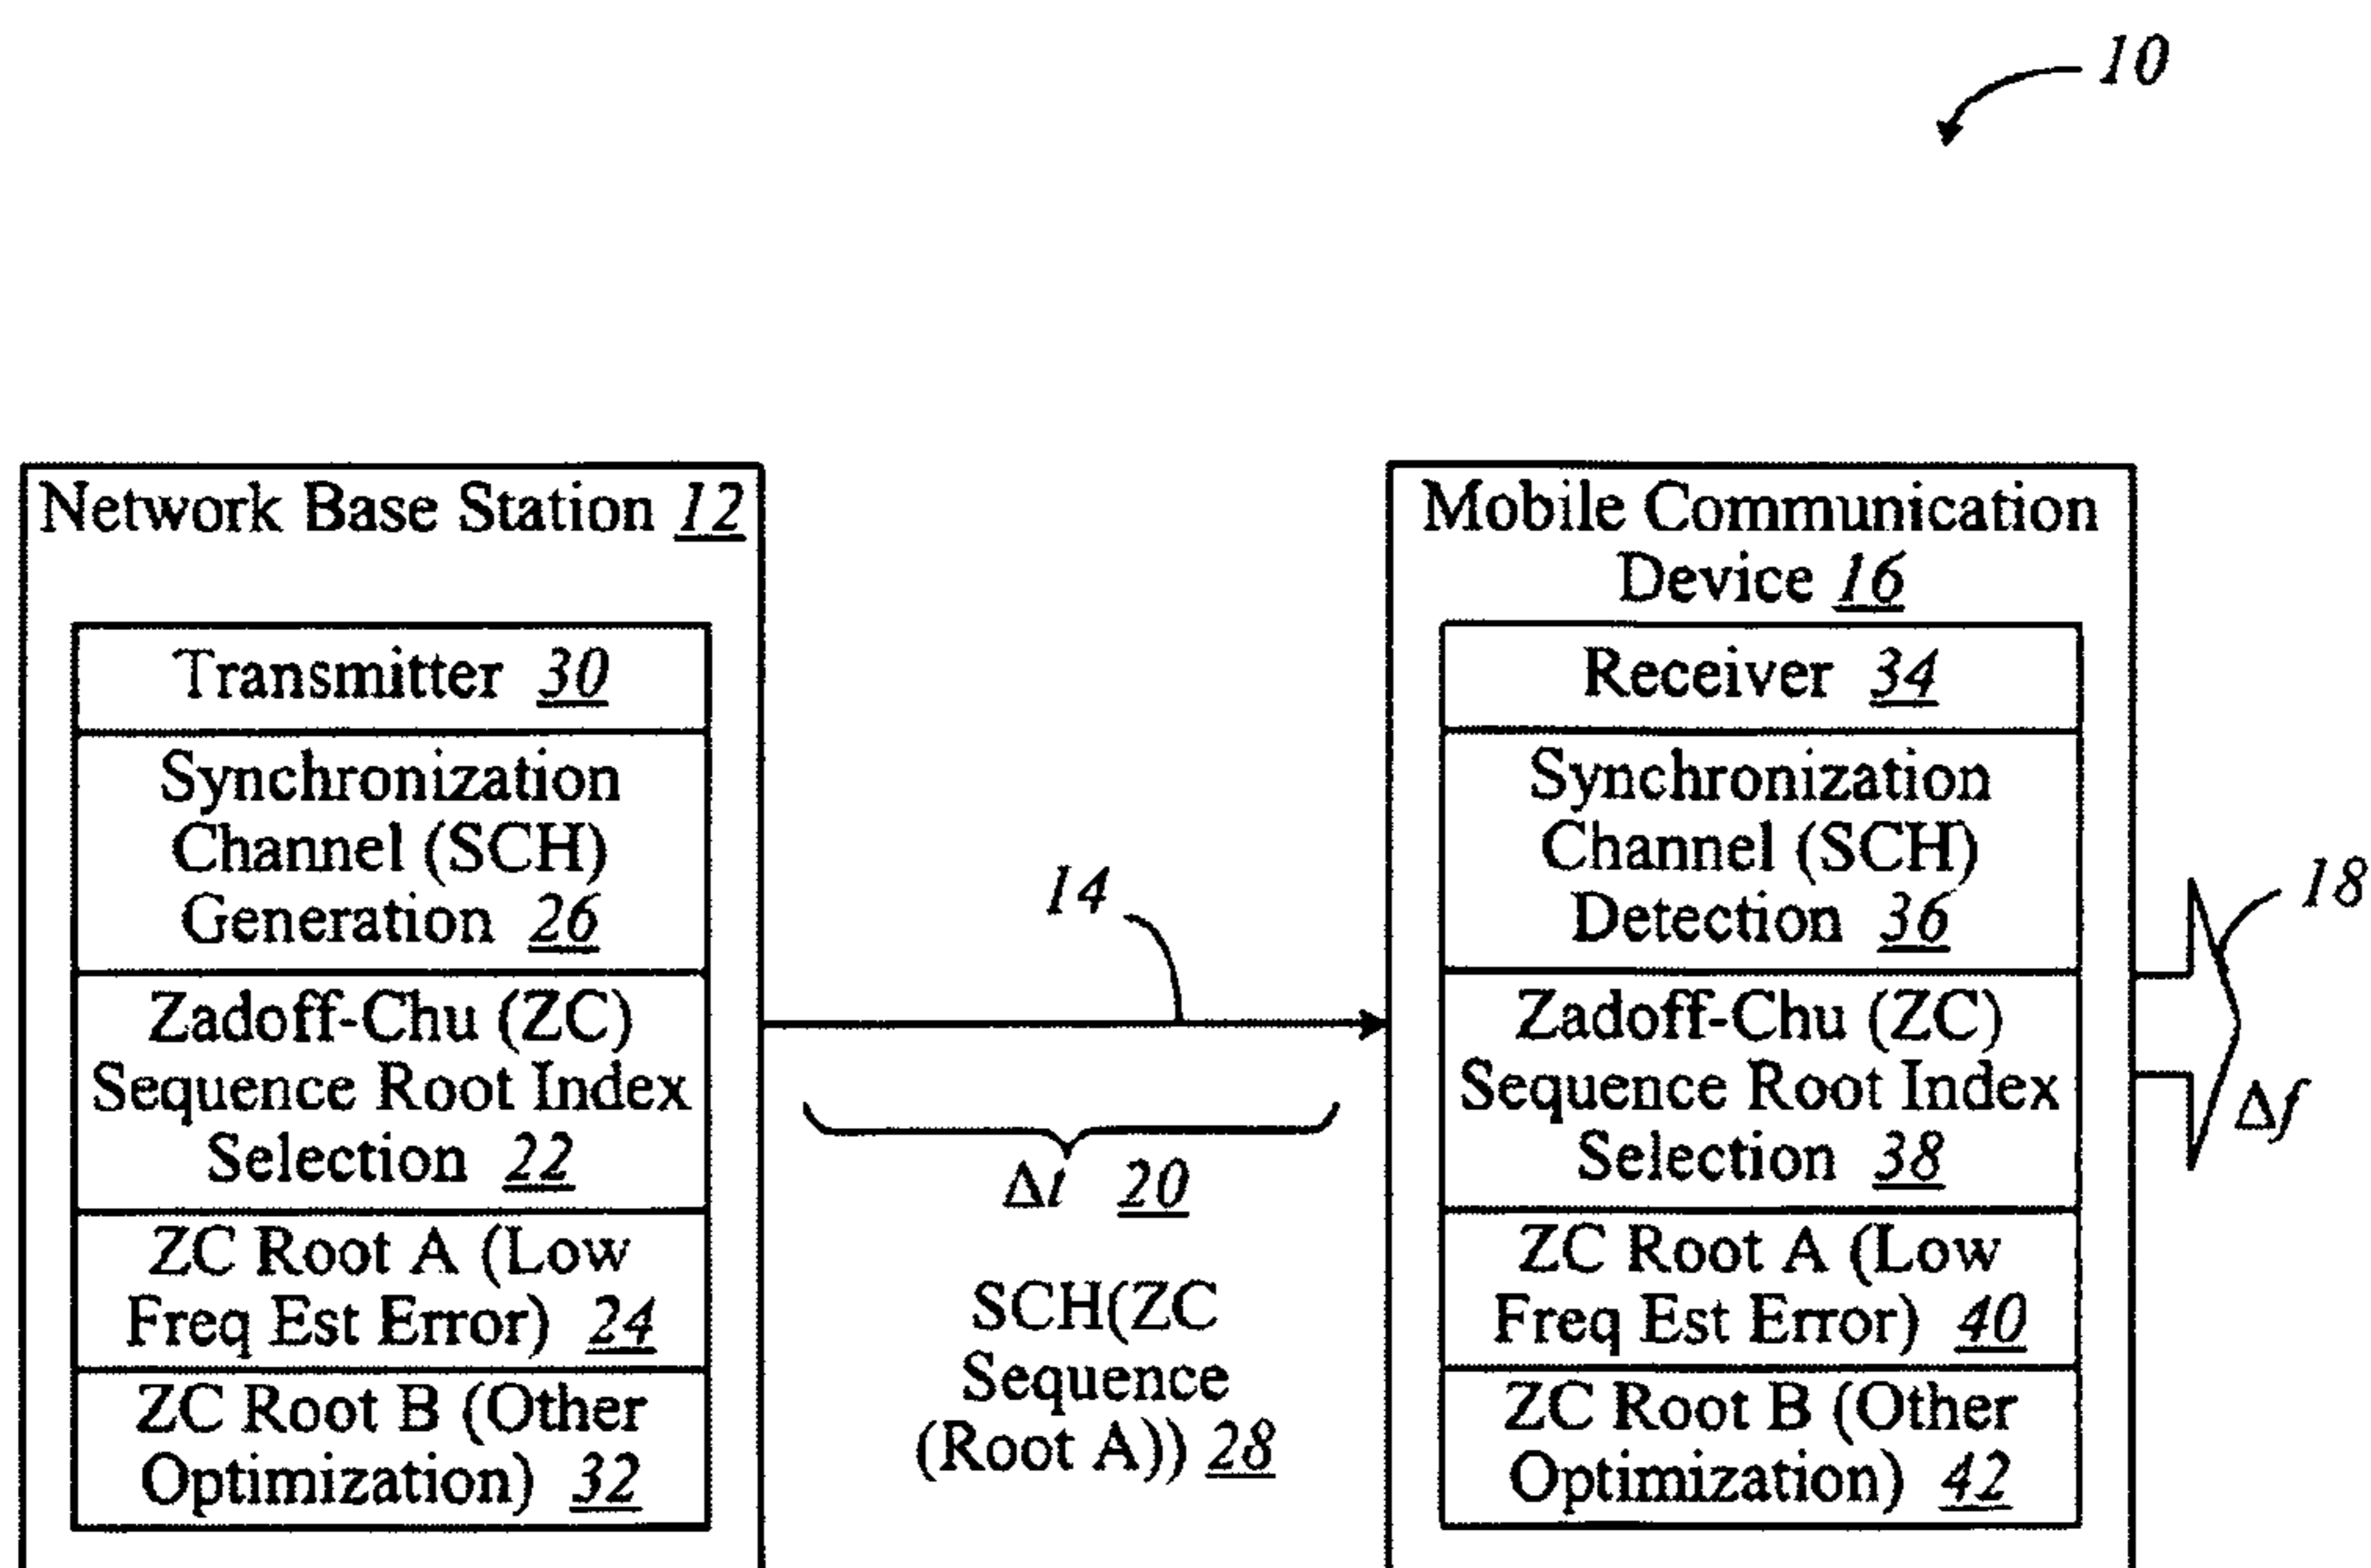 10
Network Base Station 12
Transmitter 30
Synchronization
Channel (SCH)
Generation 26
Zadoff-Chu (ZC)
Sequence Root Index
Selection 22
ZC Root A (Low
Freq Est Error) 24
ZC Root B (Other
Optimization) 32
14
Δt 20
SCH(ZC
Sequence
(Root A)) 28
Mobile Communication
Device 16
Receiver 34
Synchronization
Channel (SCH)
Detection 36
Zadoff-Chu (ZC)
Sequence Root Index
Selection 38
ZC Root A (Low
Freq Est Error) 40
ZC Root B (Other
Optimization) 42
18
Δf